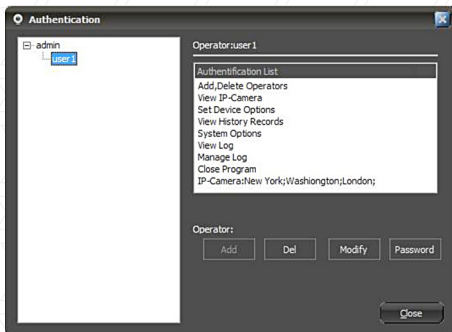 Authentication
admin
user1
Operator:user1
Authentification List
Add,Delete Operators
View IP-Camera
Set Device Options
View History Records
System Options
View Log
Manage Log
Close Program
IP-Camera:New York;Washiongton;London;
Operator:
Add Del Modify Password
Close